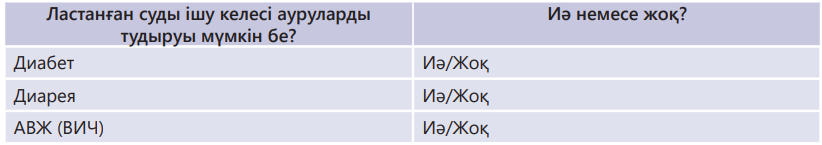 Ластанған суды ішу келесі ауруларды тудыруы мүмкін бе?
Иә немесе жоқ?
Диабет Иә/Жоқ
Диарея Иә/Жоқ
АВЖ (ВИЧ) Иә/Жоқ